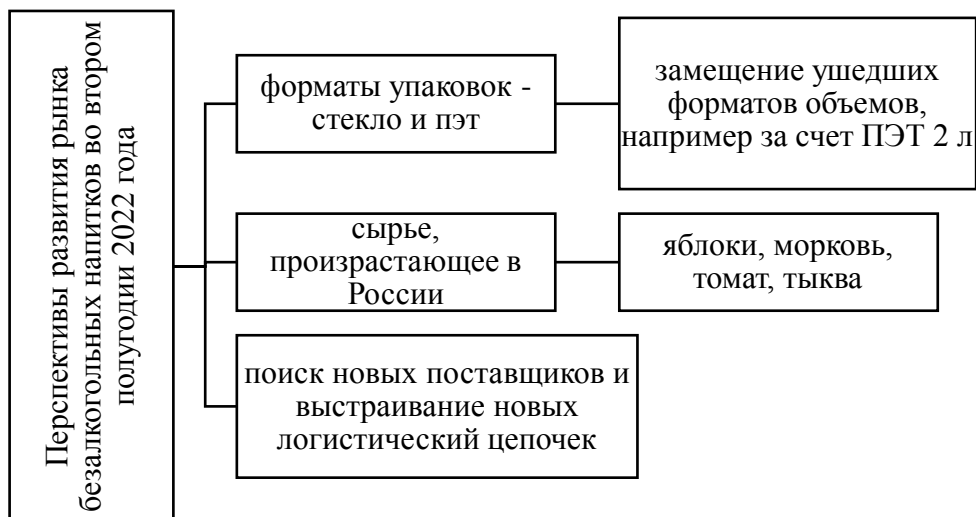 Перспективы развития рынка
безалкогольных напитков во втором
полугодии 2022 года
форматы упаковок -
стекло и пэт
замещение ушедших
форматов объемов,
например за счет ПЭТ 2 л
сырье,
произрастающее в
России
яблоки, морковь,
томат, тыква
поиск новых поставщиков и
выстраивание новых
логистический цепочек